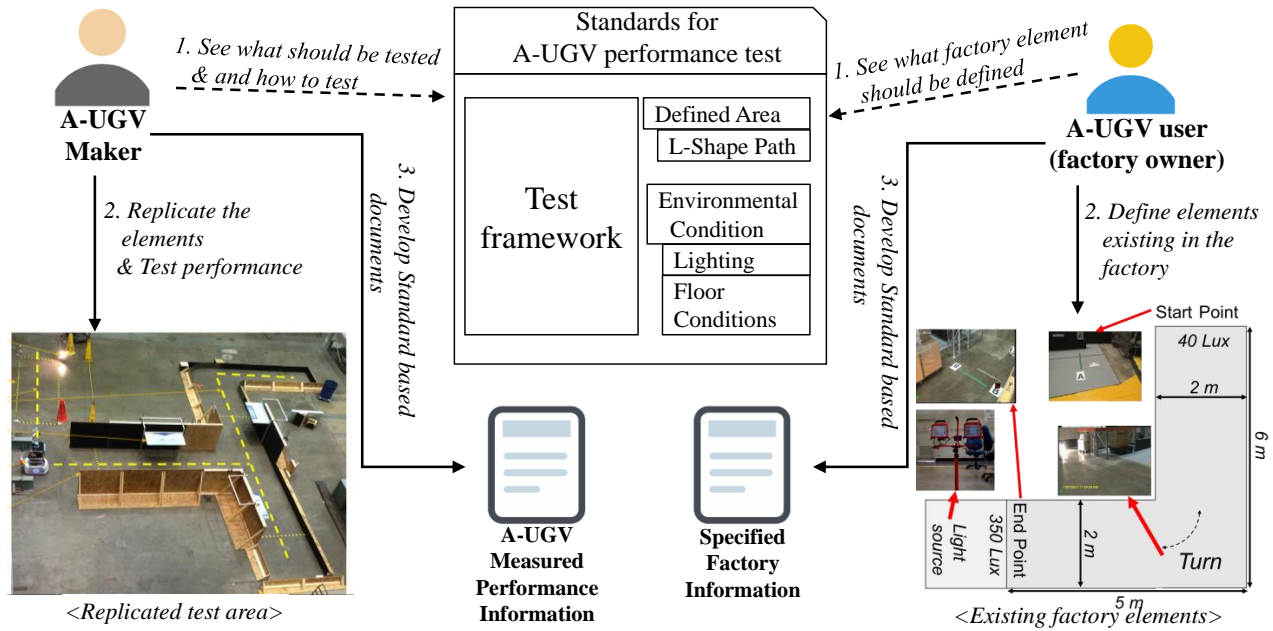 Standards for
A-UGV performance test
1. See what should be tested
& and how to test
1. See what factory element
should be defined
A-UGV
Maker
A-UGV user
(factory owner)
Test
framework
Defined Area
L-Shape Path
Environmental
Condition
Lighting
Floor
Conditions
2. Replicate the
elements
& Test performance
3. Develop Standard based
documents
3. Develop Standard based
documents
2. Define elements
existing in the
factory
Start Point
40 Lux
2 m
6 m
A
B
End Point
350 Lux
Light
source
2 m
Turn
5 m
A-UGV
Measured
Performance
Information
Specified
Factory
Information
<Replicated test area>
<Existing factory elements>